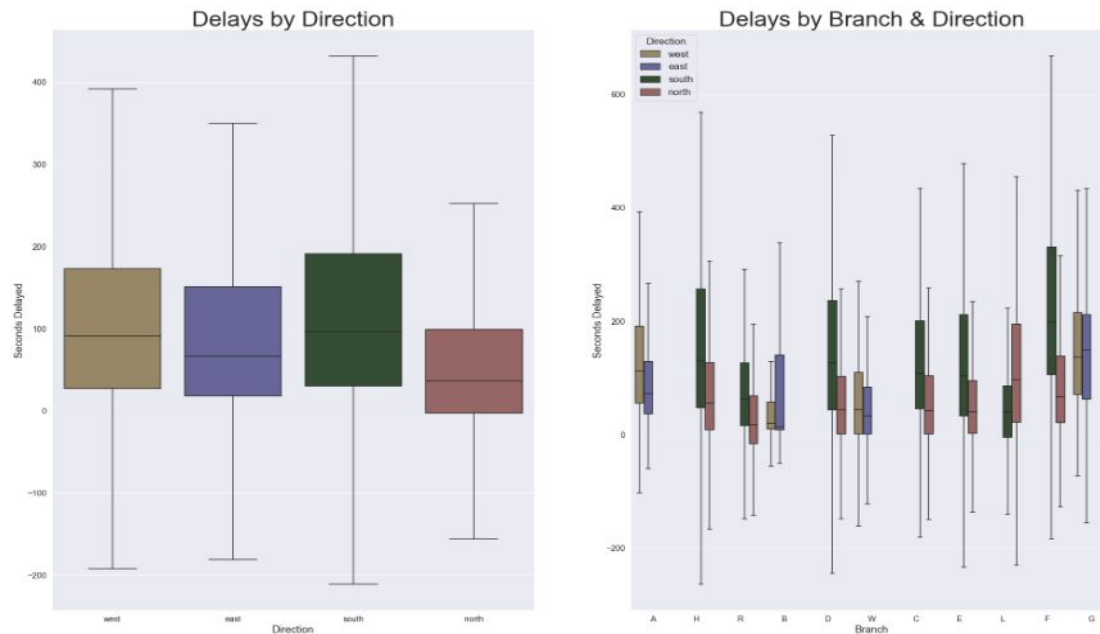 Delays by Direction
400
300
200
100
0
−100
−200
Seconds Delayed
west east south north
Direction
Delays by Branch & Direction
Direction
west
east
south
north
600
400
200
0
−200
Seconds Delayed
A H R B D W C E L F G
Branch